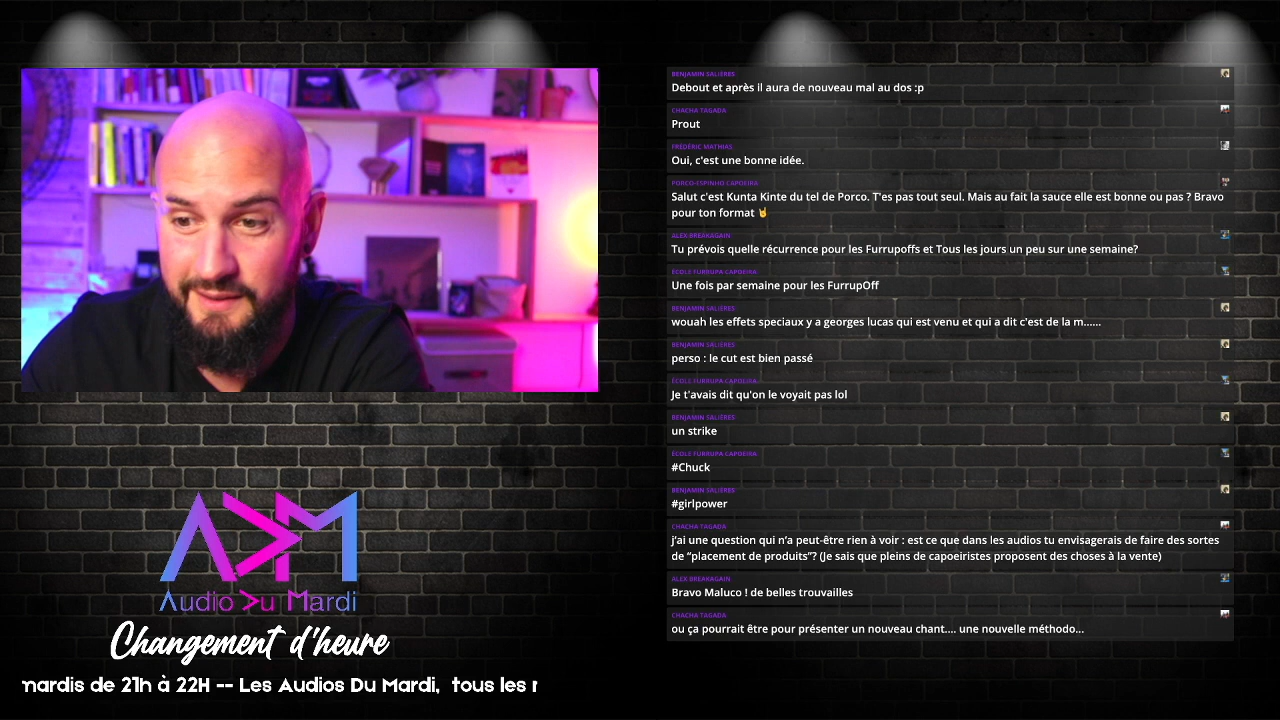 BENJAMIN SALIÈRES
Debout et après il aura de nouveau mal au dos :p
CHACHA TAGADA
Prout
FRÉDÉRIC MATHIAS
Oui, c'est une bonne idée.
PORCO-ESPINHO CAPOEIRA
Salut c'est Kunta Kinte du tel de Porco. T'es pas tout seul. Mais au fait la sauce elle est bonne ou pas ? Bravo
pour ton format 🤘
ALEX BREAKAGAIN
Tu prévois quelle récurrence pour les Furrupoffs et Tous les jours un peu sur une semaine?
ÉCOLE FURRUPA CAPOEIRA
Une fois par semaine pour les FurrupOff
BENJAMIN SALIÈRES
wouah les effets speciaux y a georges lucas qui est venu et qui a dit c'est de la m......
BENJAMIN SALIÈRES
perso : le cut est bien passé
ÉCOLE FURRUPA CAPOEIRA
Je t'avais dit qu'on le voyait pas lol
BENJAMIN SALIÈRES
un strike
ÉCOLE FURRUPA CAPOEIRA
#Chuck
BENJAMIN SALIÈRES
#girlpower
CHACHA TAGADA
j'ai une question qui n'a peut-être rien à voir : est ce que dans les audios tu envisagerais de faire des sortes
de "placement de produits"? (Je sais que pleins de capoeiristes proposent des choses à la vente)
ALEX BREAKAGAIN
Bravo Maluco ! de belles trouvailles
CHACHA TAGADA
ou ça pourrait être pour présenter un nouveau chant.... une nouvelle méthodo...
ADM
Audio Du Mardi
Changement d'heure
mardis de 21h à 22H -- Les Audios Du Mardi, tous les